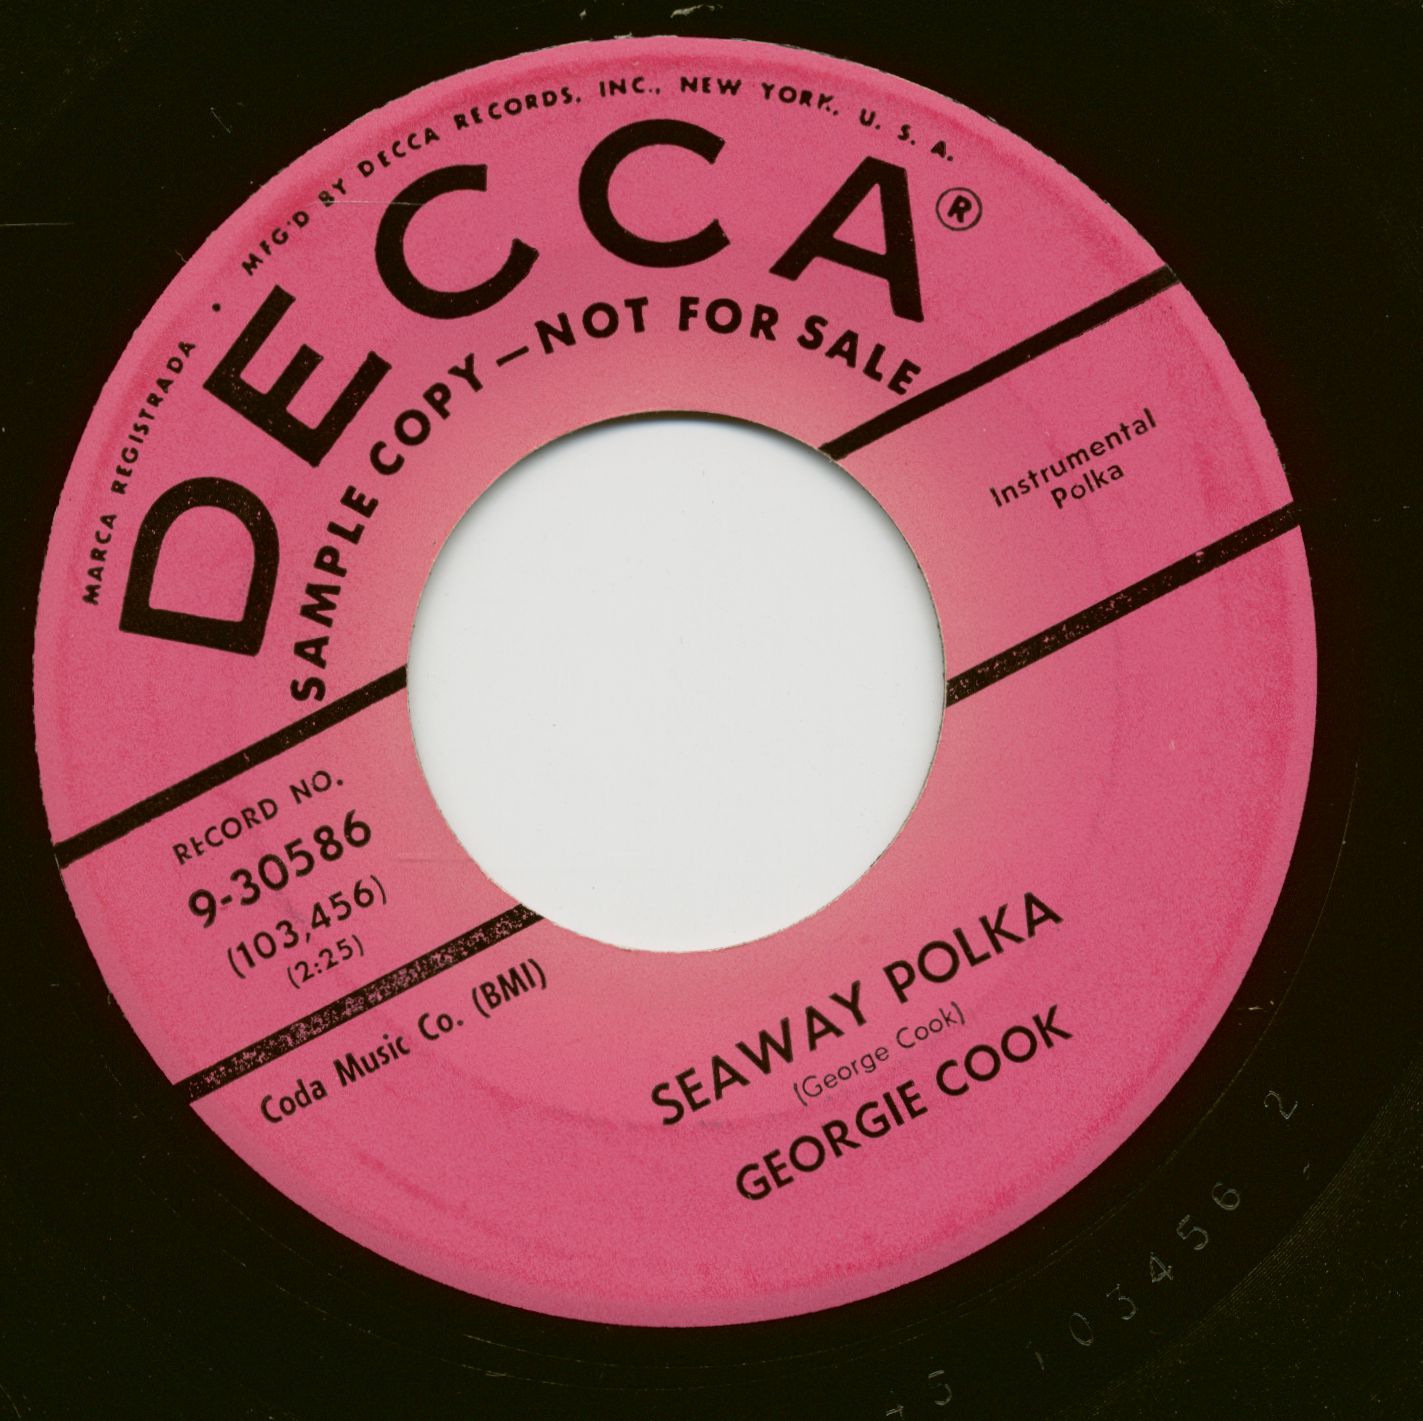 MARCA REGISTRADA • MFG'D BY DECCA RECORDS, INC., NEW YORK, U. S. A.
DECCA®
SAMPLE COPY—NOT FOR SALE
Instrumental
Polka
RECORD NO.
9-30586
(103,456)
(2:25)
Coda Music Co. (BMI)
SEAWAY POLKA
(George Cook)
GEORGIE COOK
45 103456 2